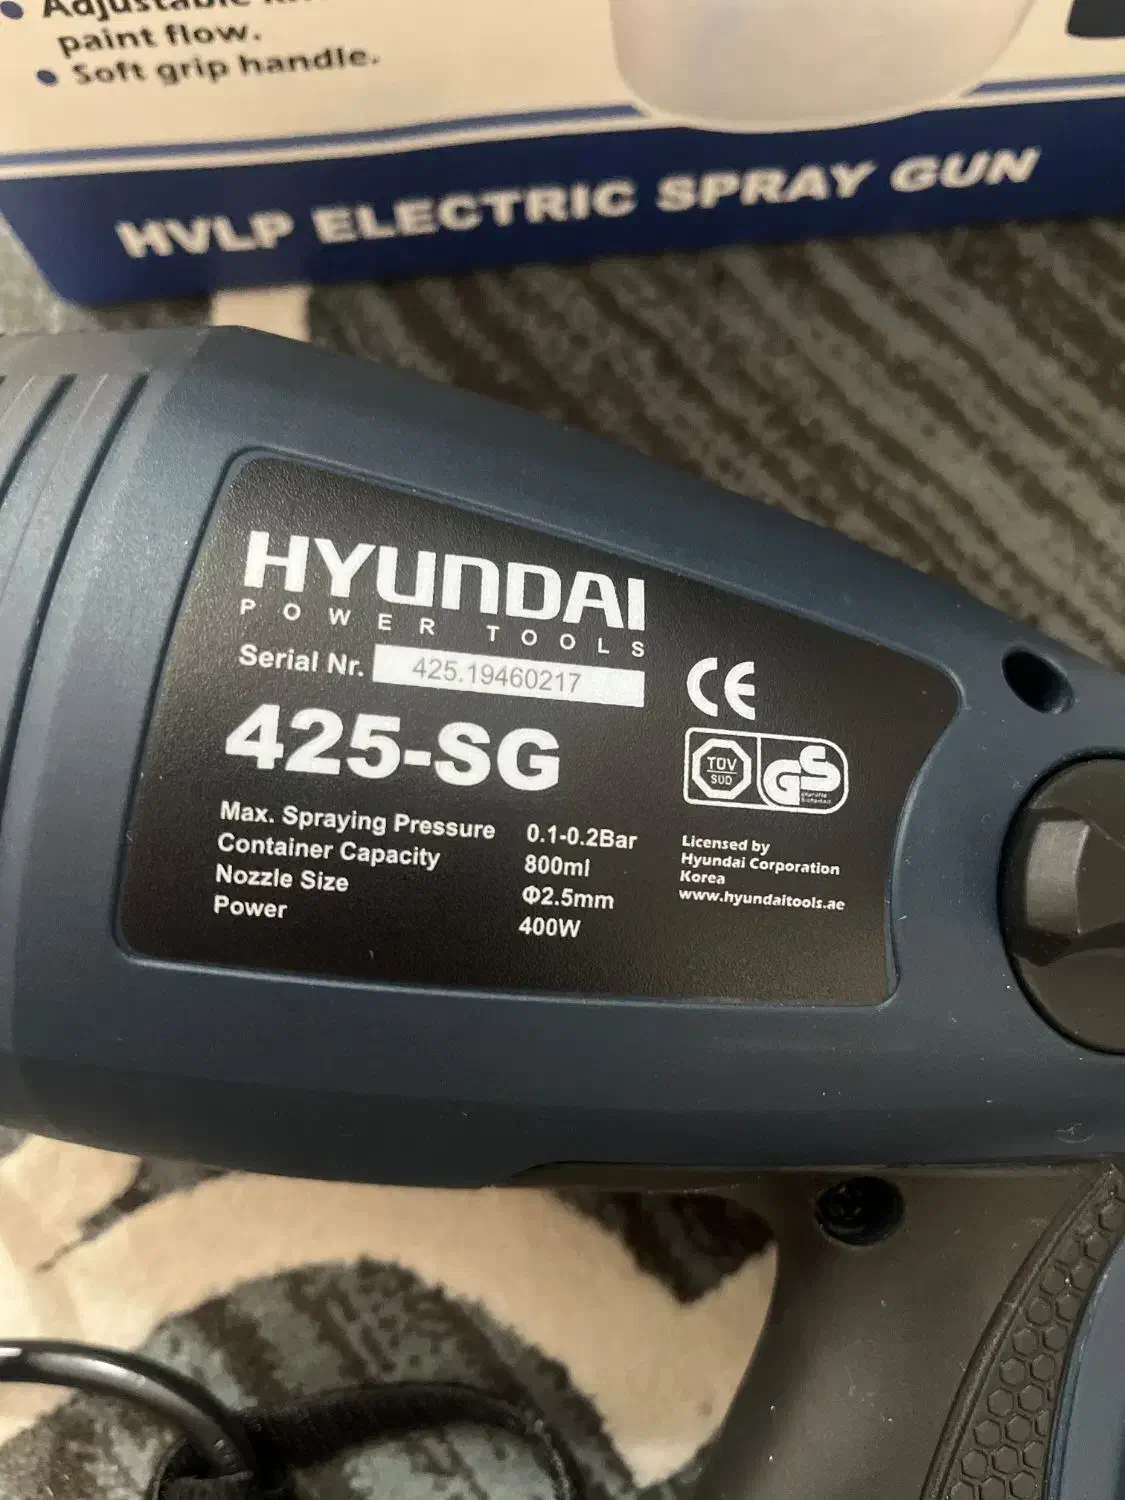 paint flow.
Soft grip handle.
HVLP ELECTRIC SPRAY GUN
HYUNDAI
POWER TOOLS
Serial Nr. 425.19460217
425-SG
Max. Spraying Pressure 0.1-0.2Bar
Container Capacity 800ml
Nozzle Size Φ2.5mm
Power 400W
CE
TÜV
SÜD
GS
Licensed by
Hyundai Corporation
Korea
www.hyundaitools.ae